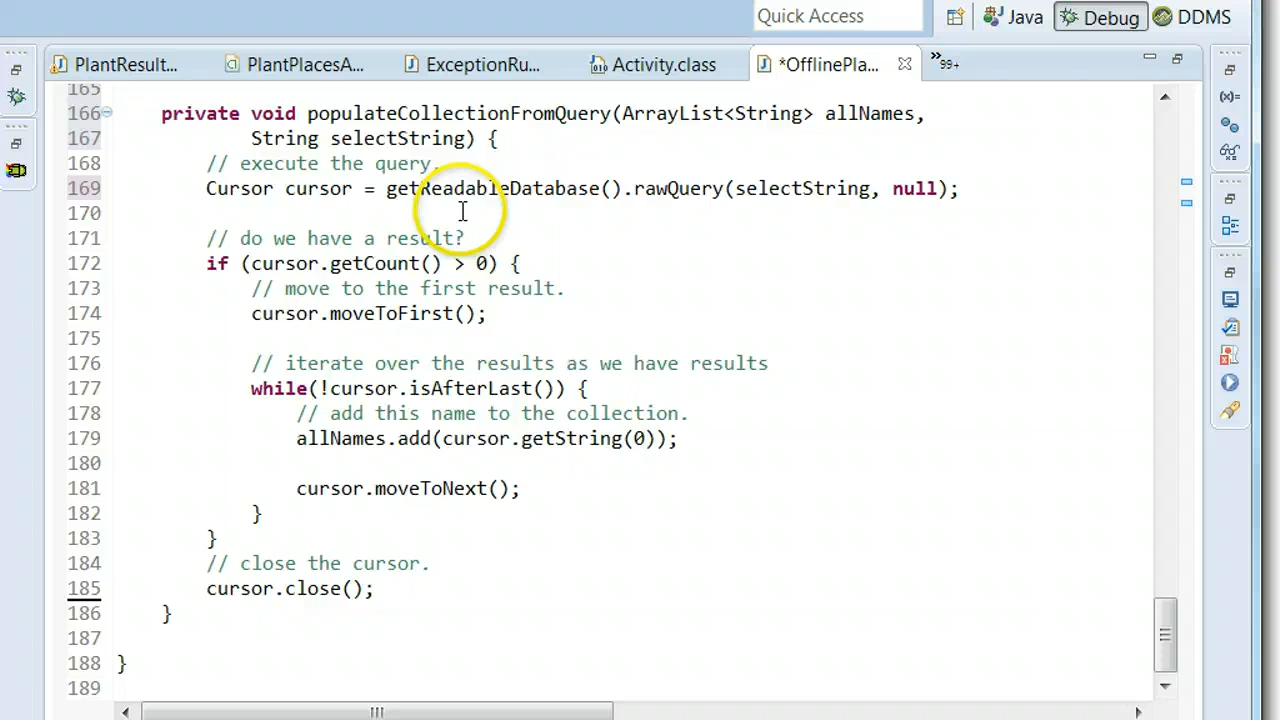 Quick Access
Java
Debug
DDMS
PlantResult...
PlantPlacesA...
ExceptionRu...
Activity.class
*OfflinePla...
»99+
165
166 private void populateCollectionFromQuery(ArrayList<String> allNames,
167 String selectString) {
168 // execute the query.
169 Cursor cursor = getReadableDatabase().rawQuery(selectString, null);
170
171 // do we have a result?
172 if (cursor.getCount() > 0) {
173 // move to the first result.
174 cursor.moveToFirst();
175
176 // iterate over the results as we have results
177 while(!cursor.isAfterLast()) {
178 // add this name to the collection.
179 allNames.add(cursor.getString(0));
180
181 cursor.moveToNext();
182 }
183 }
184 // close the cursor.
185 cursor.close();
186 }
187
188 }
189